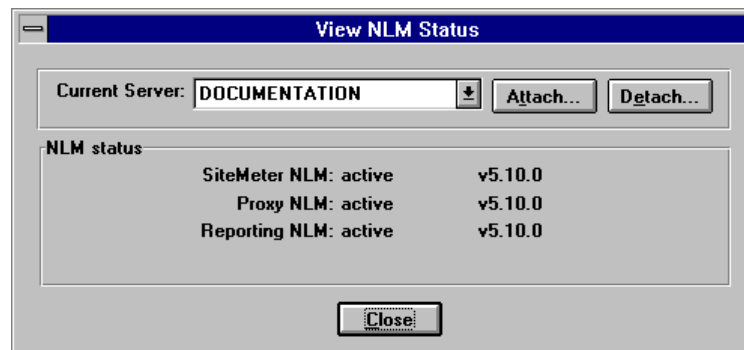 View NLM Status
Current Server: DOCUMENTATION Attach... Detach...
NLM status
SiteMeter NLM: active v5.10.0
Proxy NLM: active v5.10.0
Reporting NLM: active v5.10.0
Close